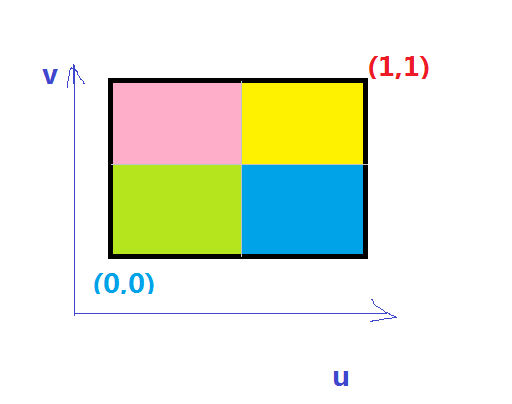 (1,1)
v
(0,0)
u